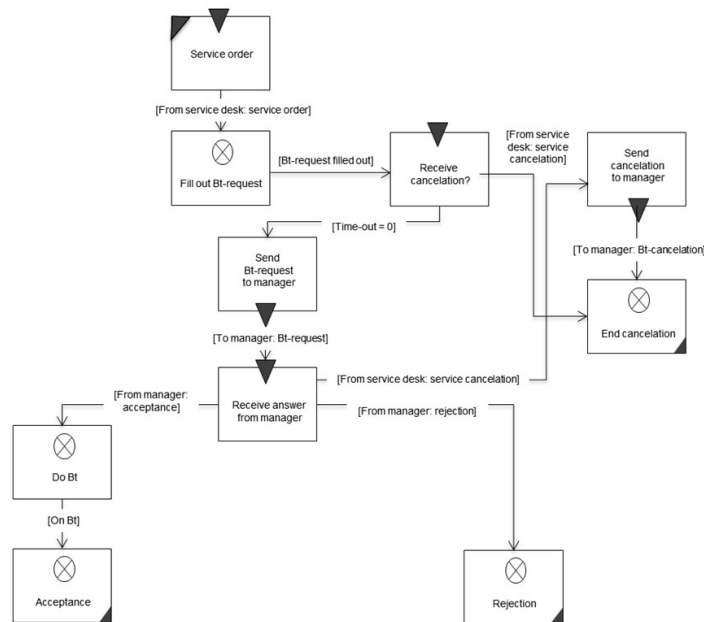 Service order
[From service desk: service order]
Fill out Bt-request
[Bt-request filled out]
Receive
cancelation?
[From service
desk: service
cancelation]
Send
cancelation
to manager
[Time-out = 0]
Send
Bt-request
to manager
[To manager: Bt-cancelation]
End cancelation
[To manager: Bt-request]
Receive answer
from manager
[From service desk: service cancelation]
[From manager:
acceptance]
[From manager: rejection]
Do Bt
[On Bt]
Acceptance
Rejection